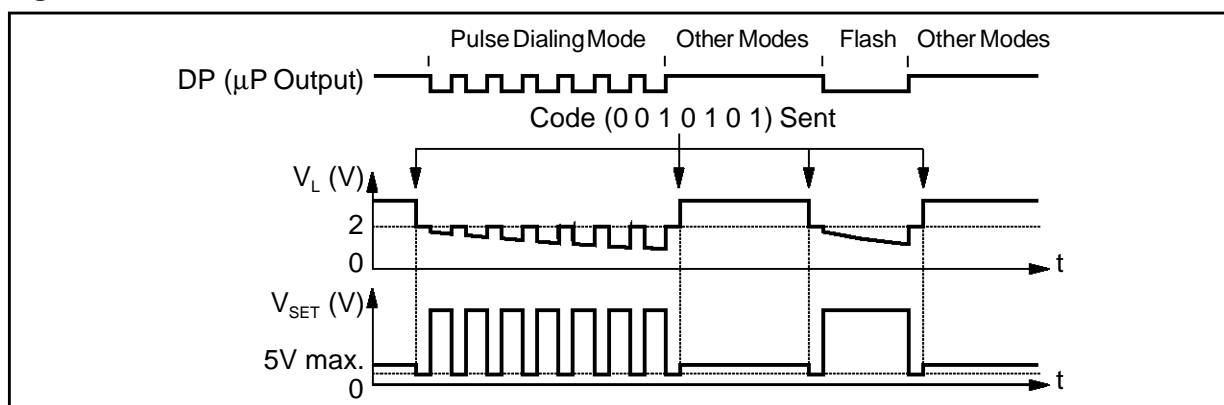 Pulse Dialing Mode Other Modes Flash Other Modes
DP (μP Output)
Code (0 0 1 0 1 0 1) Sent
V_L (V)
2
0
t
V_SET (V)
5V max.
0
t